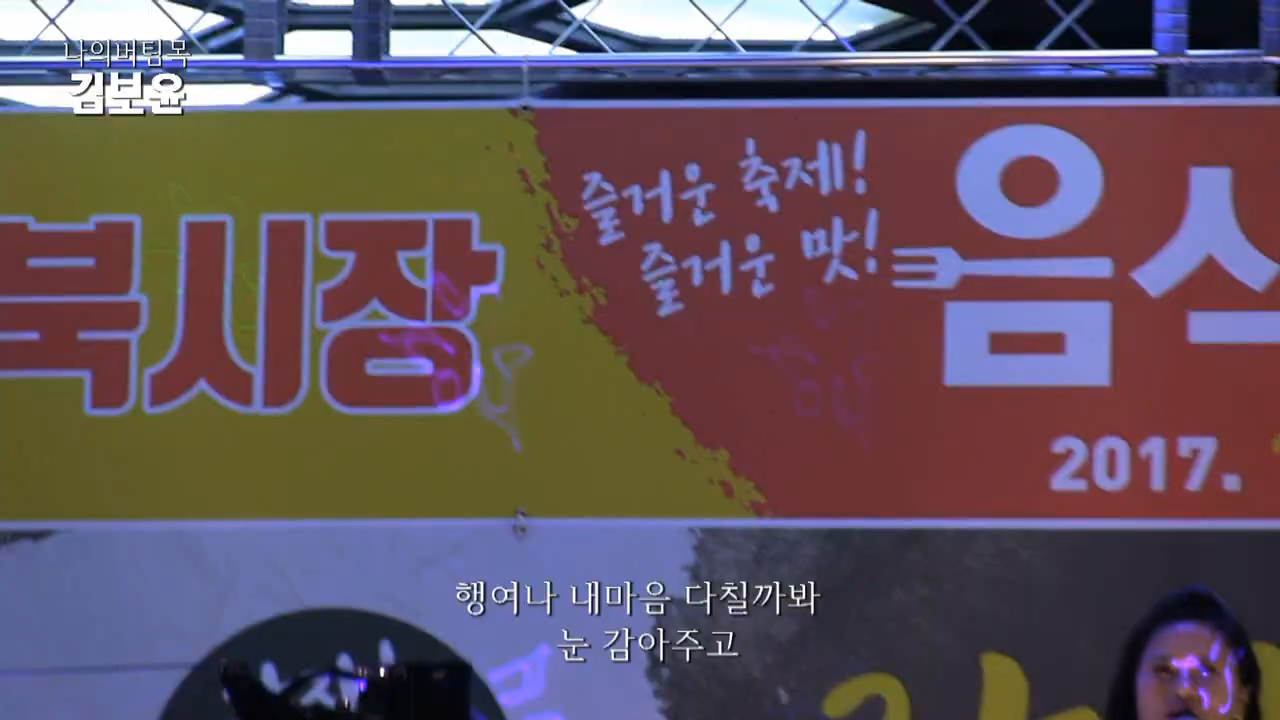 나의버팀목
김보윤
북시장
즐거운 축제!
즐거운 맛!
음식
2017.
행여나 내마음 다칠까봐
눈 감아주고